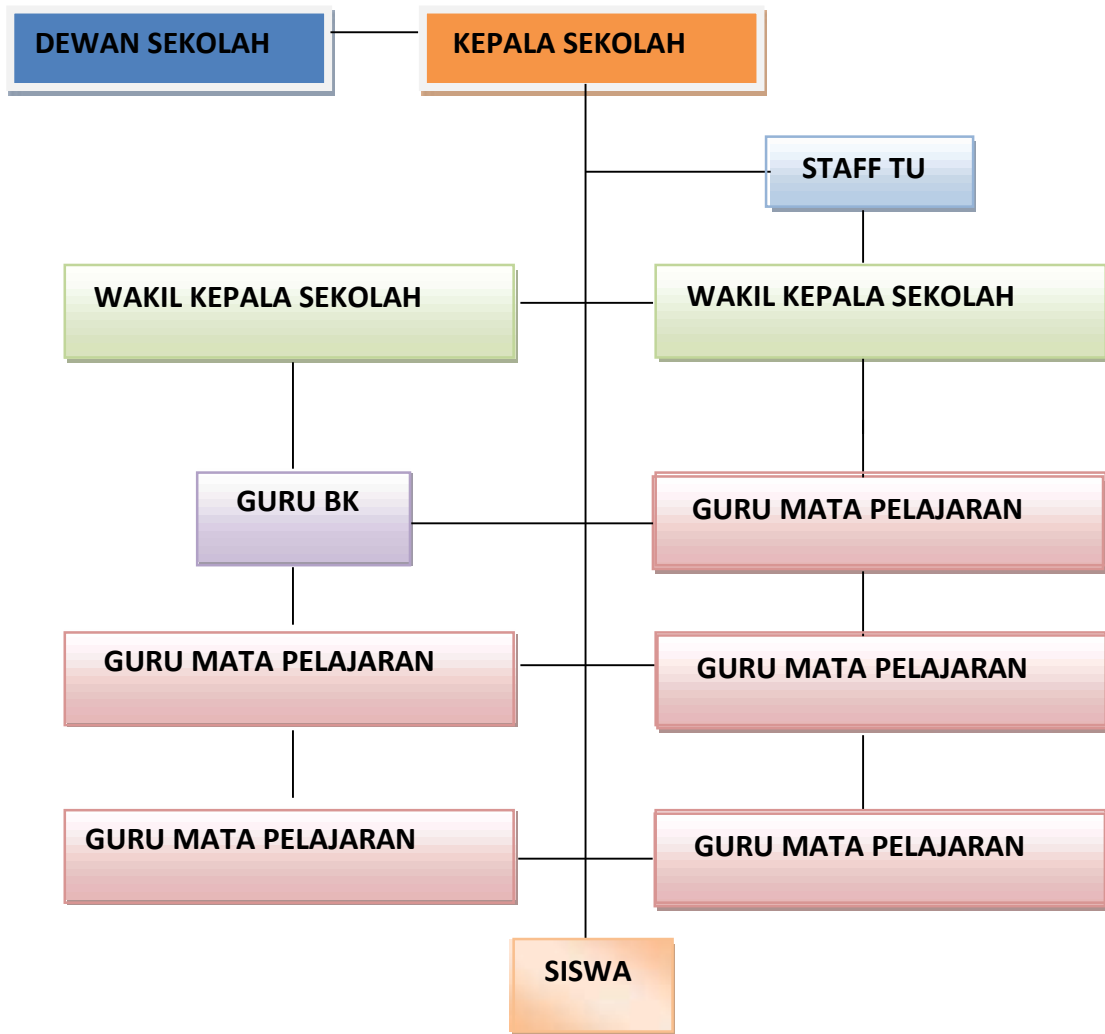 DEWAN SEKOLAH
KEPALA SEKOLAH
STAFF TU
WAKIL KEPALA SEKOLAH
WAKIL KEPALA SEKOLAH
GURU BK
GURU MATA PELAJARAN
GURU MATA PELAJARAN
GURU MATA PELAJARAN
GURU MATA PELAJARAN
GURU MATA PELAJARAN
SISWA